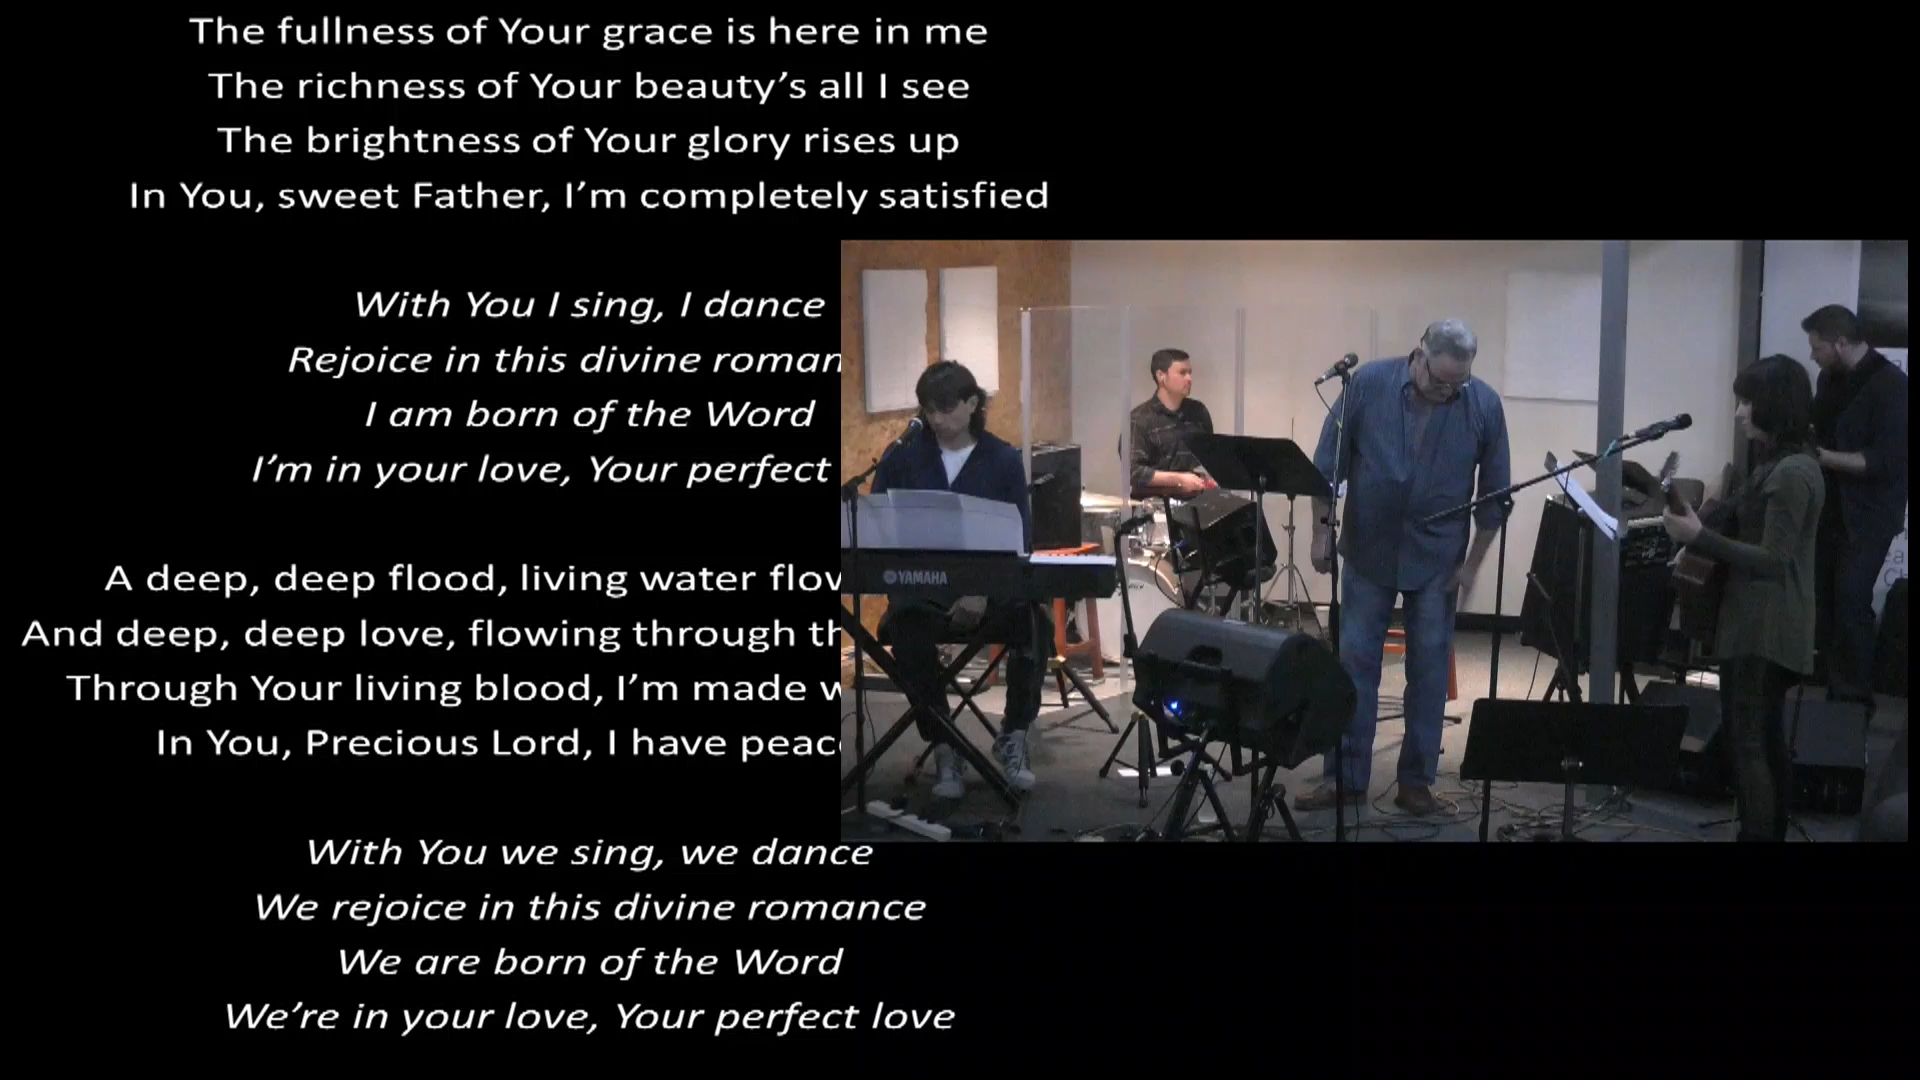 The fullness of Your grace is here in me
The richness of Your beauty's all I see
The brightness of Your glory rises up
In You, sweet Father, I'm completely satisfied
With You I sing, I dance
Rejoice in this divine
I am born of the Word
I'm in your love, Your perfect
A deep, deep flood, living water
And deep, deep love, flowing through
Through Your living blood, I'm made
In You, Precious Lord, I have
With You we sing, we dance
We rejoice in this divine romance
We are born of the Word
We're in your love, Your perfect love
YAMAHA